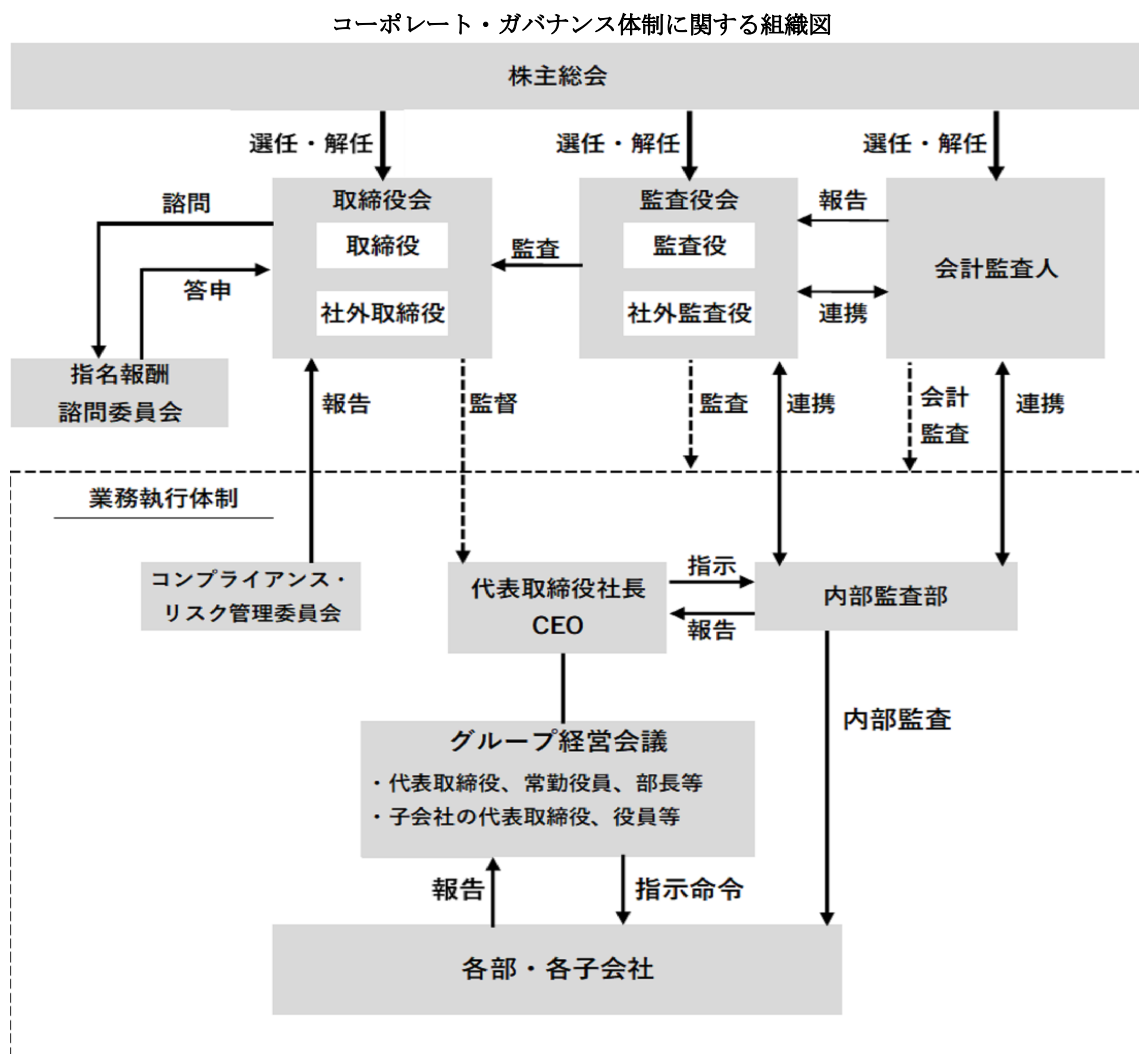 コーポレート・ガバナンス体制に関する組織図
株主総会
選任・解任
選任・解任
選任・解任
諮問
取締役会
監査役会
報告
取締役
監査
監査役
会計監査人
答申
社外取締役
社外監査役
連携
指名報酬
諮問委員会
報告
監督
監査
連携
会計
監査
連携
業務執行体制
コンプライアンス・
リスク管理委員会
代表取締役社長
CEO
指示
報告
内部監査部
内部監査
グループ経営会議
・代表取締役、常勤役員、部長等
・子会社の代表取締役、役員等
報告
指示命令
各部・各子会社